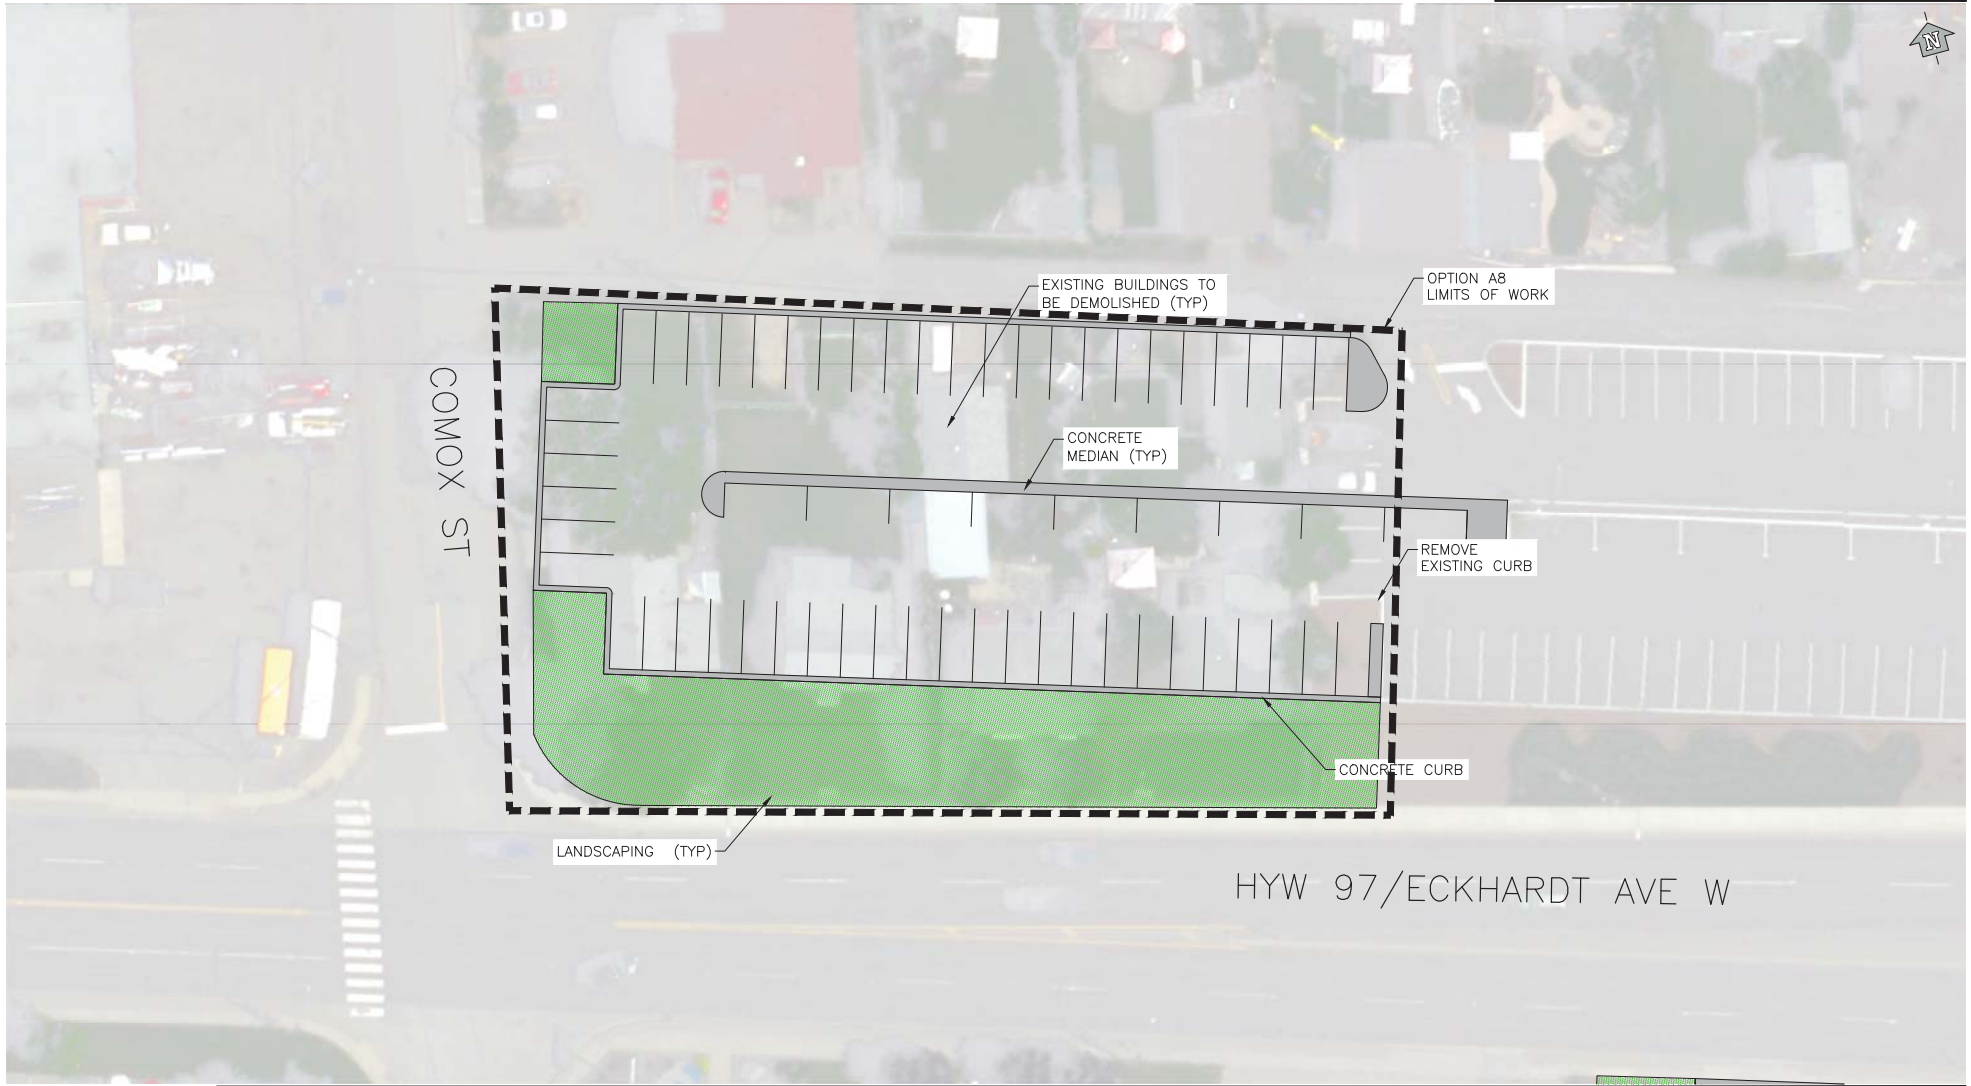 N
EXISTING BUILDINGS TO
BE DEMOLISHED (TYP)
OPTION A8
LIMITS OF WORK
COMOX ST
CONCRETE
MEDIAN (TYP)
REMOVE
EXISTING CURB
CONCRETE CURB
LANDSCAPING (TYP)
HYW 97/ECKHARDT AVE W